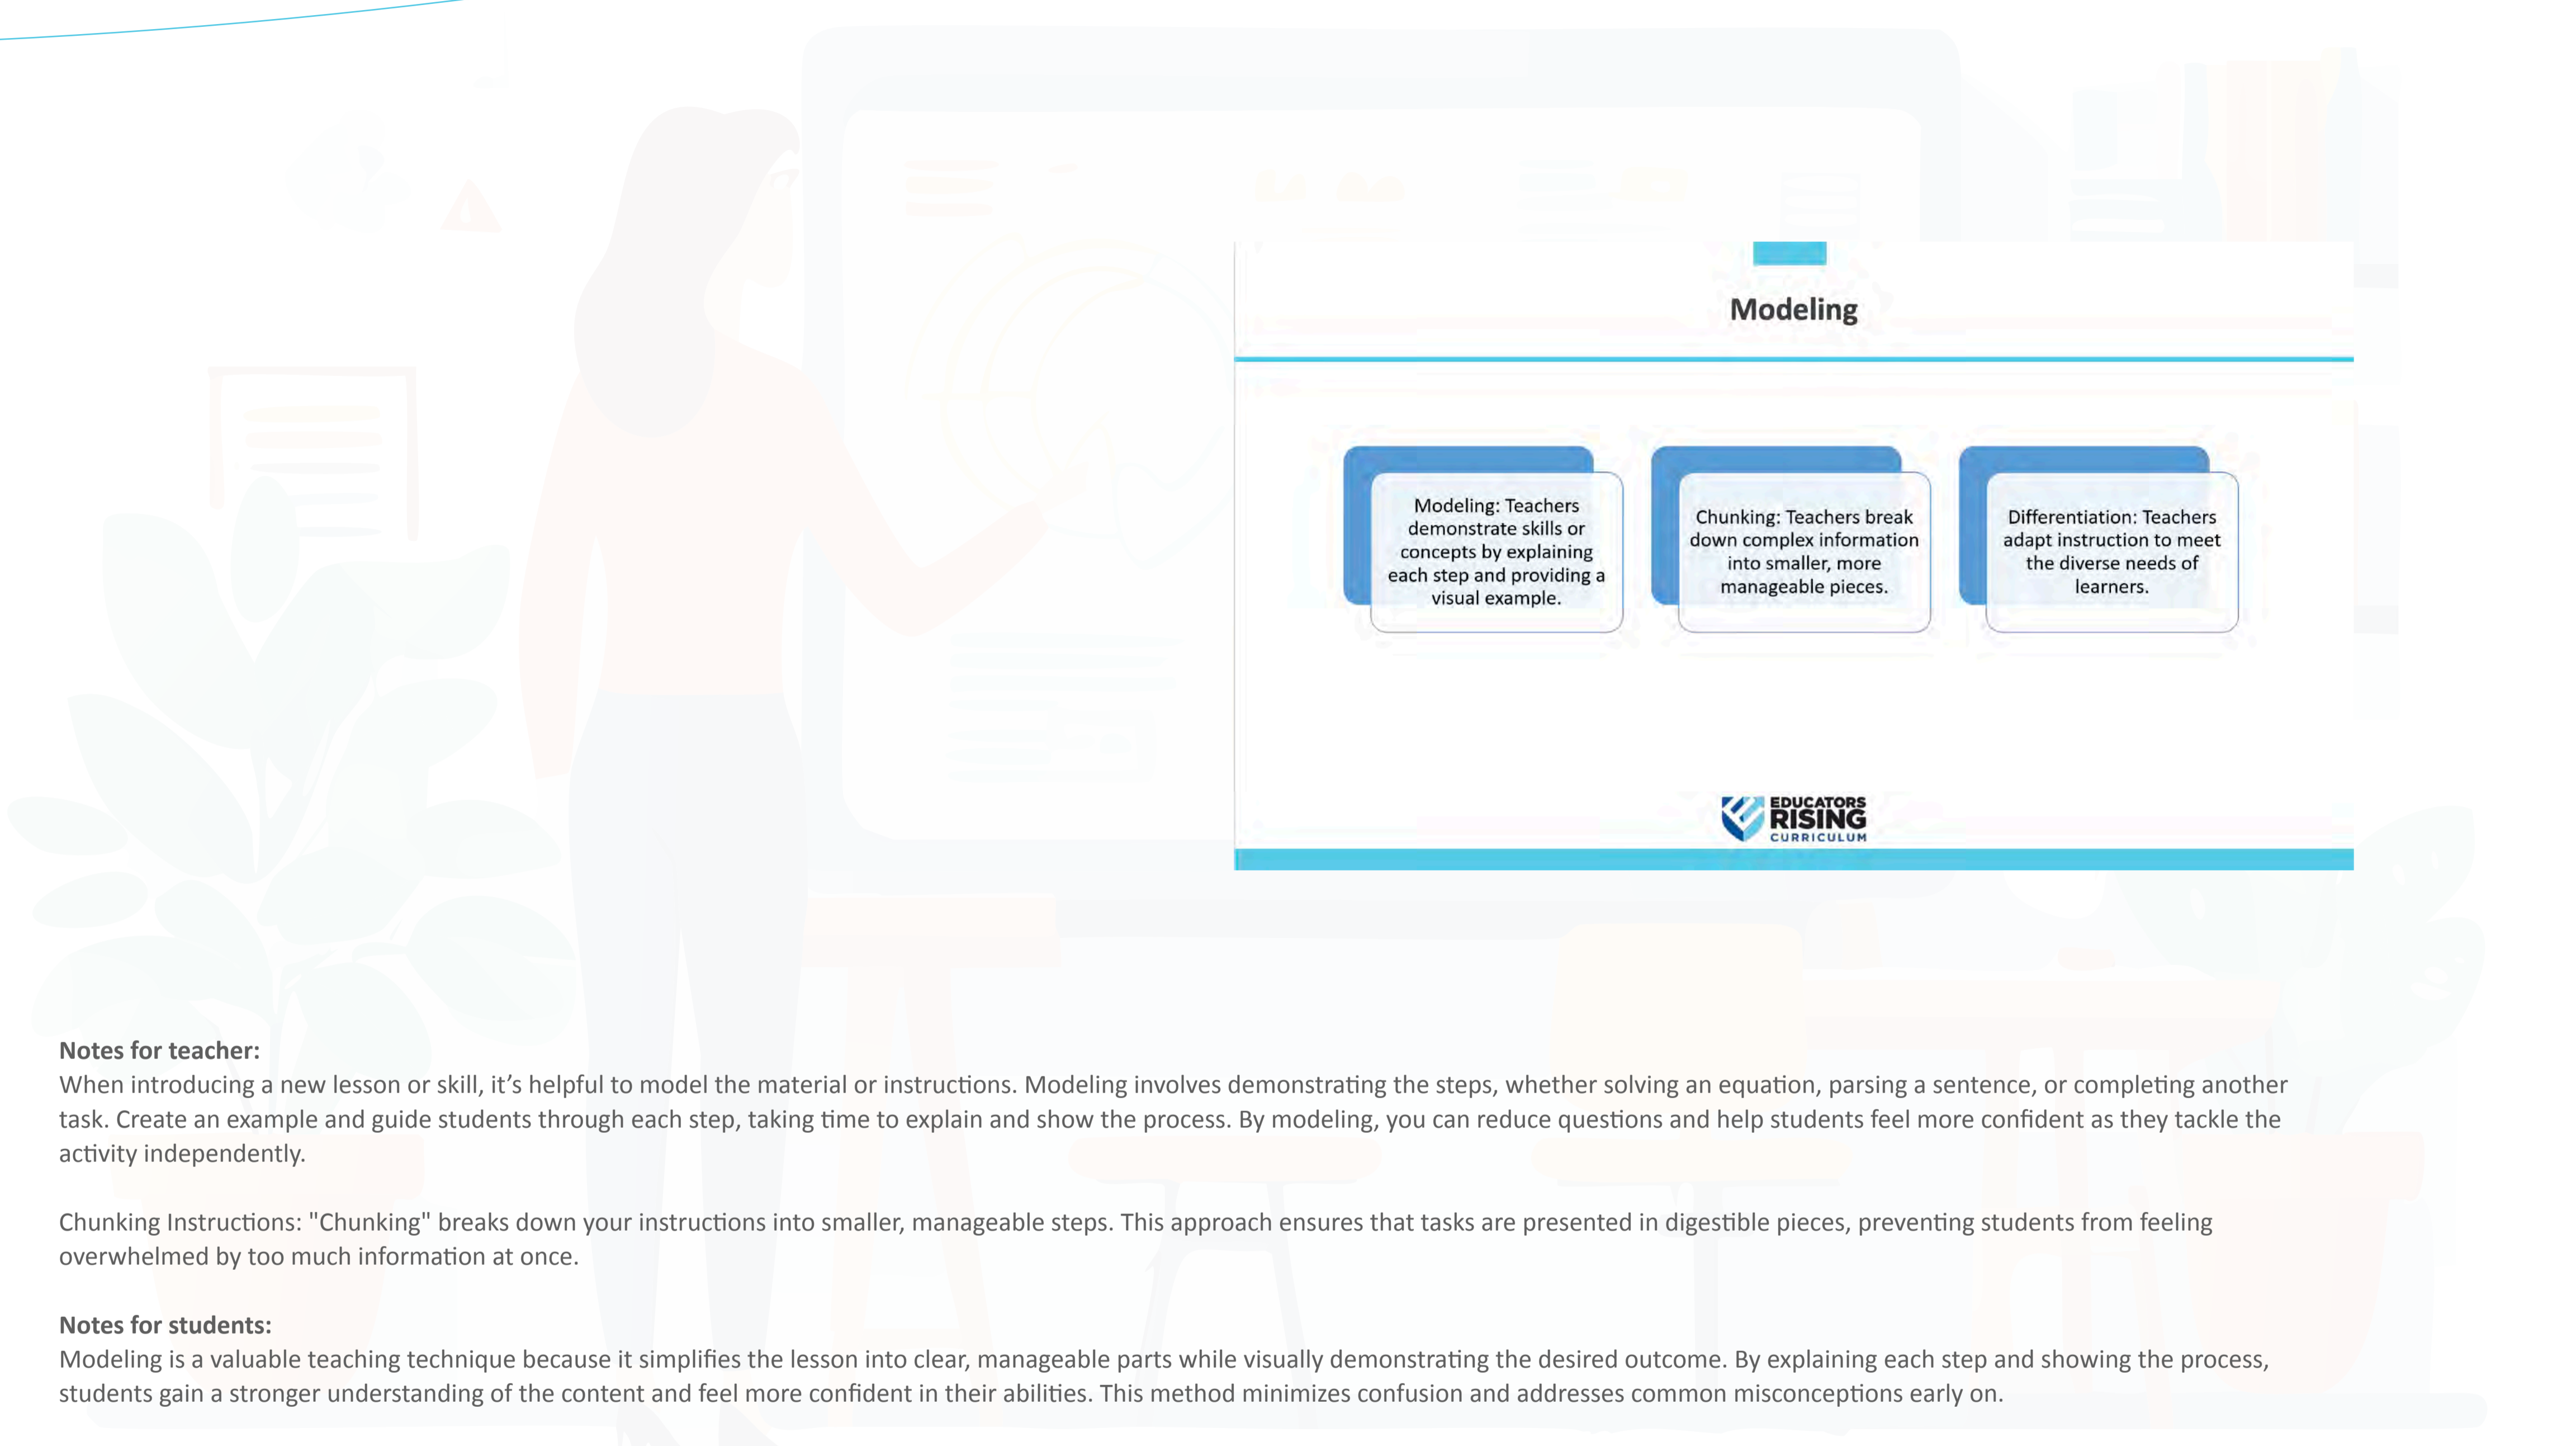 Modeling
Modeling: Teachers
demonstrate skills or
concepts by explaining
each step and providing a
visual example.
Chunking: Teachers break
down complex information
into smaller, more
manageable pieces.
Differentiation: Teachers
adapt instruction to meet
the diverse needs of
learners.
EDUCATORS
RISING
CURRICULUM
Notes for teacher:
When introducing a new lesson or skill, it’s helpful to model the material or instructions. Modeling involves demonstrating the steps, whether solving an equation, parsing a sentence, or completing another
task. Create an example and guide students through each step, taking time to explain and show the process. By modeling, you can reduce questions and help students feel more confident as they tackle the
activity independently.
Chunking Instructions: "Chunking" breaks down your instructions into smaller, manageable steps. This approach ensures that tasks are presented in digestible pieces, preventing students from feeling
overwhelmed by too much information at once.
Notes for students:
Modeling is a valuable teaching technique because it simplifies the lesson into clear, manageable parts while visually demonstrating the desired outcome. By explaining each step and showing the process,
students gain a stronger understanding of the content and feel more confident in their abilities. This method minimizes confusion and addresses common misconceptions early on.